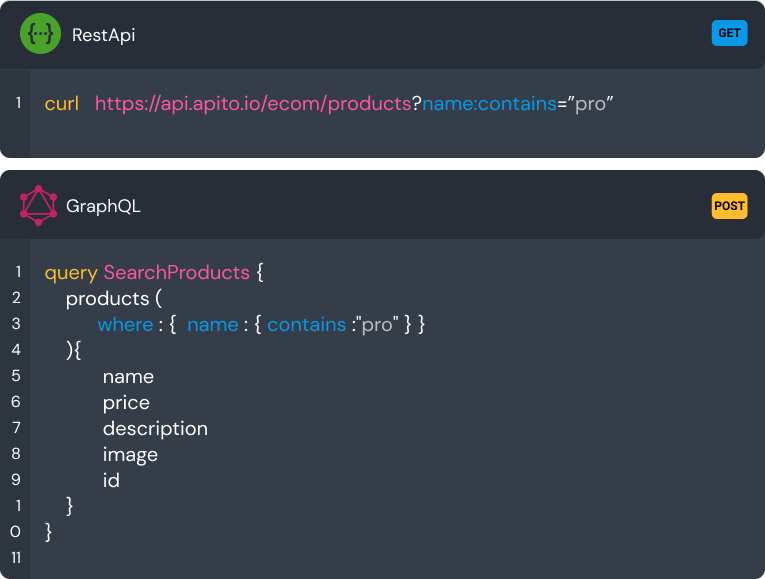 {···} RestApi GET
1 curl https://api.apito.io/ecom/products?name:contains=”pro”
GraphQL POST
1 query SearchProducts {
2 products (
3 where : { name : { contains :"pro" } }
4 ){
5 name
6 price
7 description
8 image
9 id
1 }
0 }
11